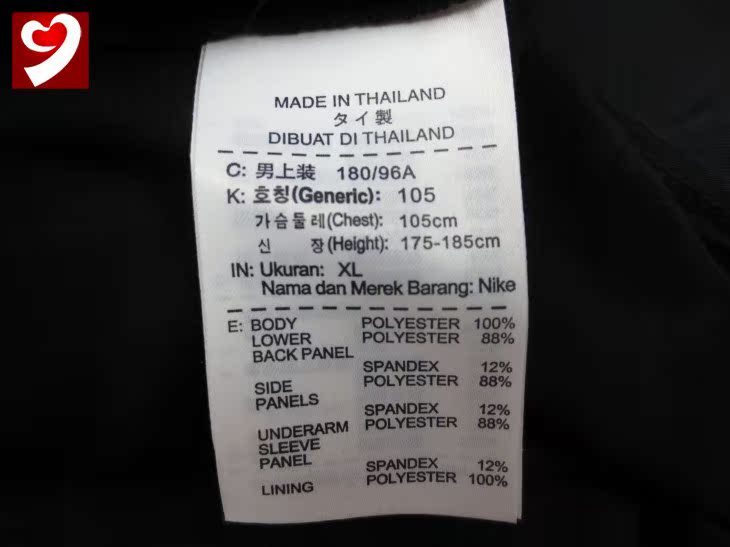 MADE IN THAILAND
タイ製
DIBUAT DI THAILAND
C: 男上装 180/96A
K: 호칭(Generic): 105
가슴둘레(Chest): 105cm
신 장(Height): 175-185cm
IN: Ukuran: XL
Nama dan Merek Barang: Nike
E: BODY POLYESTER 100%
LOWER POLYESTER 88%
BACK PANEL
SPANDEX 12%
SIDE POLYESTER 88%
PANELS
SPANDEX 12%
UNDERARM POLYESTER 88%
SLEEVE
PANEL
SPANDEX 12%
LINING POLYESTER 100%